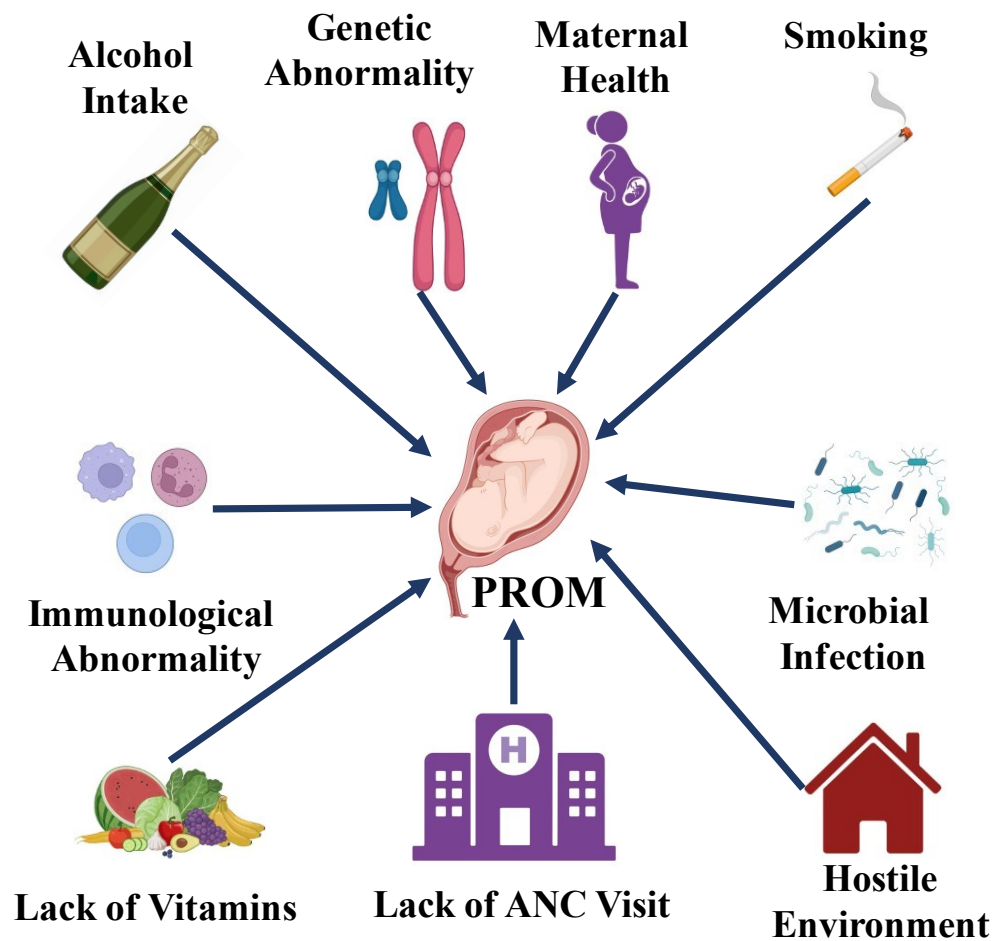 Alcohol
Intake
Genetic
Abnormality
Maternal
Health
Smoking
Immunological
Abnormality
PROM
Microbial
Infection
Lack of Vitamins
H
Lack of ANC Visit
Hostile
Environment